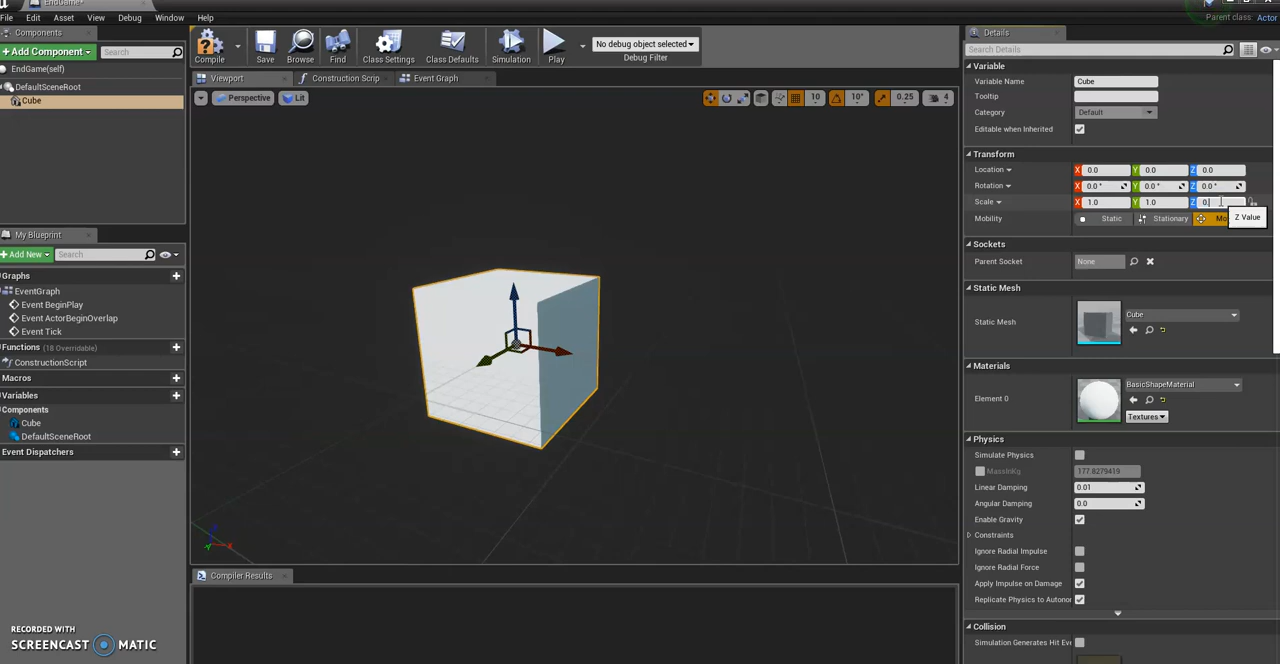 EndGame*
File Edit Asset View Debug Window Help
Parent class: Actor
Components
+Add Component Search
EndGame(self)
DefaultSceneRoot
Cube
My Blueprint
+Add New Search
Graphs
EventGraph
Event BeginPlay
Event ActorBeginOverlap
Event Tick
Functions (18 Overridable)
ConstructionScript
Macros
Variables
Components
Cube
DefaultSceneRoot
Event Dispatchers
RECORDED WITH
SCREENCAST MATIC
Compile Save Browse Find Class Settings Class Defaults Simulation Play
No debug object selected
Debug Filter
Viewport Construction Scrip Event Graph
Perspective Lit 10 10° 0.25 4
Z X Y
Compiler Results
Details
Search Details
Variable
Variable Name Cube
Tooltip
Category Default
Editable when Inherited
Transform
Location X 0.0 Y 0.0 Z 0.0
Rotation X 0.0 ° Y 0.0 ° Z 0.0 °
Scale X 1.0 Y 1.0 Z 0.
Z Value
Mobility Static Stationary Mo
Sockets
Parent Socket None
Static Mesh
Static Mesh Cube
Materials
Element 0 BasicShapeMaterial
Textures
Physics
Simulate Physics
MassInKg 177.8279419
Linear Damping 0.01
Angular Damping 0.0
Enable Gravity
Constraints
Ignore Radial Impulse
Ignore Radial Force
Apply Impulse on Damage
Replicate Physics to Autonor
Collision
Simulation Generates Hit Eve